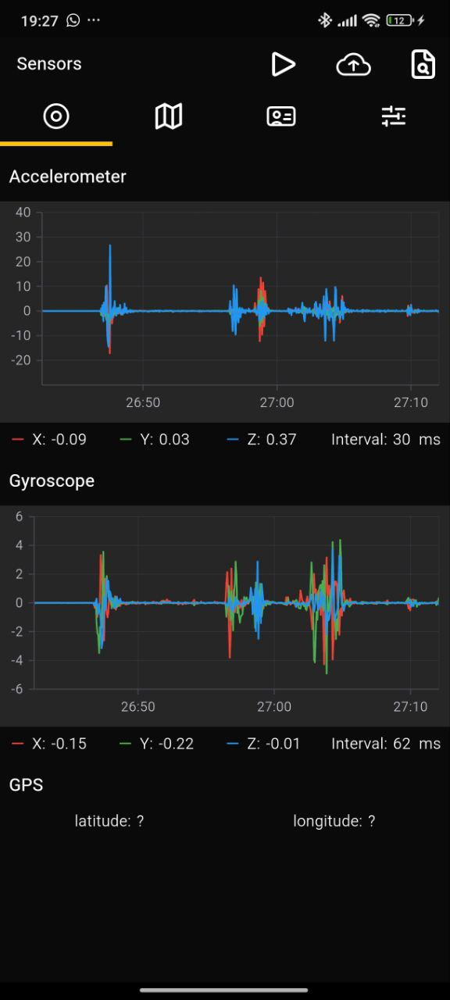 19:27 ...
12
Sensors
Accelerometer
40
30
20
10
0
-10
-20
26:50 27:00 27:10
X: -0.09 Y: 0.03 Z: 0.37 Interval: 30 ms
Gyroscope
6
4
2
0
-2
-4
-6
26:50 27:00 27:10
X: -0.15 Y: -0.22 Z: -0.01 Interval: 62 ms
GPS
latitude: ? longitude: ?